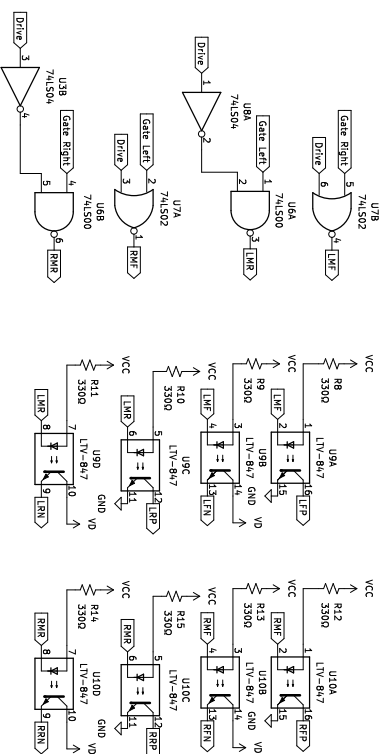 Gate Right
Drive
5
6
4
U7B
74LS02
LMF
Gate Left
Drive
1
2
1
2
3
U8A
74LS04
U6A
74LS00
LMR
Gate Left
Drive
2
3
1
U7A
74LS02
RMF
Gate Right
Drive
3
4
4
5
6
U3B
74LS04
U6B
74LS00
RMR
VCC
R8
330Ω
LMF
1
2
U9A
LTV-847
16
15
LFP
GND
VCC
R9
330Ω
LMF
3
4
U9B
LTV-847
14
13
LFN
VD
VCC
R10
330Ω
LMR
5
6
U9C
LTV-847
12
11
LRP
GND
VCC
R11
330Ω
LMR
7
8
U9D
LTV-847
10
9
LRN
VD
VCC
R12
330Ω
RMF
1
2
U10A
LTV-847
16
15
RFP
VCC
R13
330Ω
RMF
3
4
U10B
LTV-847
14
13
RFN
VCC
R15
330Ω
RMR
5
6
U10C
LTV-847
12
11
RRP
VCC
R14
330Ω
RMR
7
8
U10D
LTV-847
10
9
RRN
VD